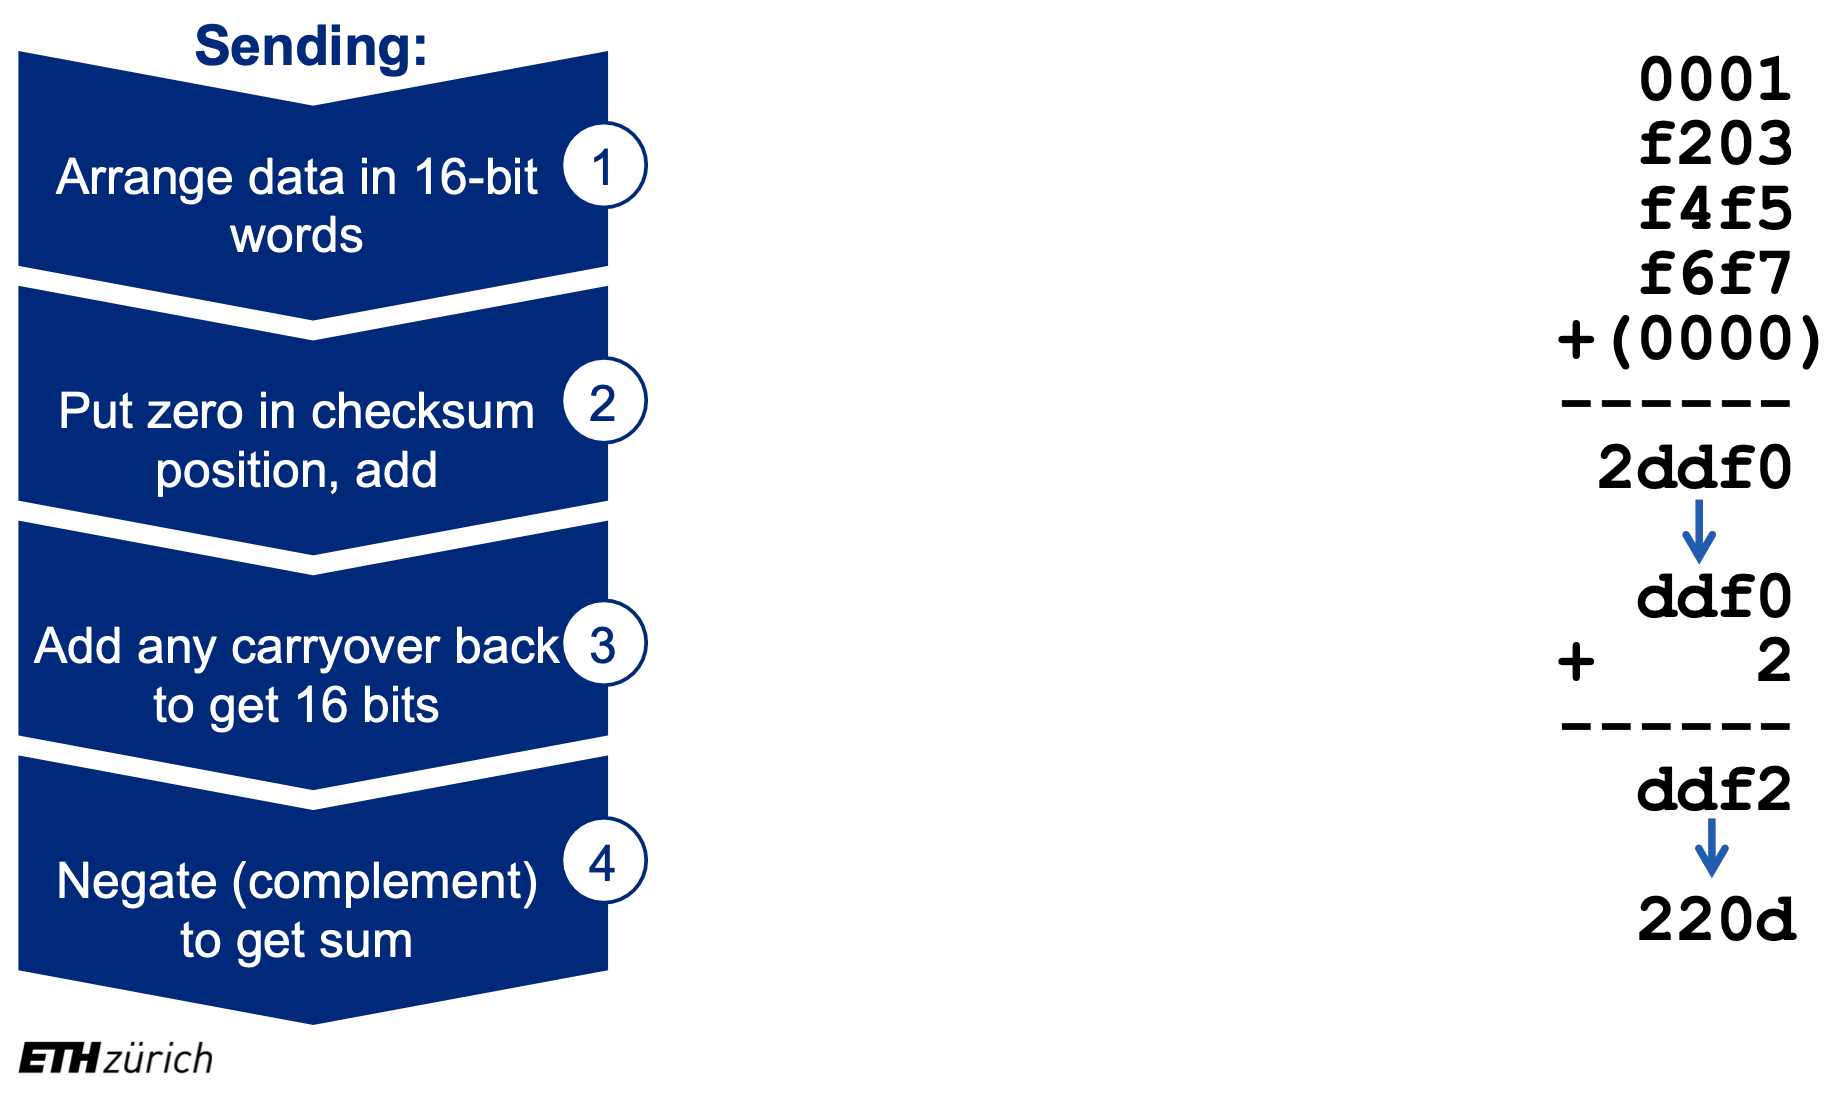 Sending:
Arrange data in 16-bit
words
1
Put zero in checksum
position, add
2
Add any carryover back
to get 16 bits
3
Negate (complement)
to get sum
4
0001
f203
f4f5
f6f7
+(0000)
------
2ddf0
ddf0
+    2
------
ddf2
220d
ETH zürich